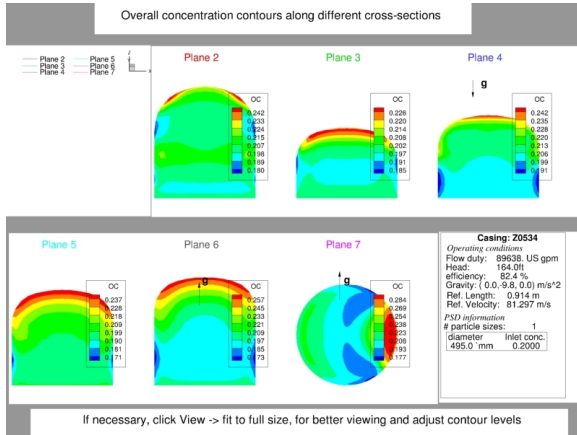 Overall concentration contours along different cross-sections
Plane 2 Plane 5
Plane 3 Plane 6
Plane 4 Plane 7
Plane 2
OC
0.242
0.233
0.224
0.215
0.207
0.198
0.189
0.180
Plane 3
OC
0.226
0.220
0.214
0.208
0.202
0.197
0.191
0.185
Plane 4
g
OC
0.242
0.235
0.228
0.220
0.213
0.206
0.199
0.191
Plane 5
OC
0.237
0.228
0.218
0.209
0.199
0.190
0.181
0.171
Plane 6
g
OC
0.257
0.245
0.233
0.221
0.209
0.197
0.185
0.173
Plane 7
g
OC
0.284
0.269
0.254
0.238
0.223
0.208
0.193
0.177
Casing: Z0534
Operating conditions
Flow duty: 89638. US gpm
Head: 164.0ft
efficiency: 82.4 %
Gravity: ( 0.0,-9.8, 0.0) m/s^2
Ref. Length: 0.914 m
Ref. Velocity: 81.297 m/s
PSD information
# particle sizes: 1
diameter Inlet conc.
495.0 `mm 0.2000
If necessary, click View -> fit to full size, for better viewing and adjust contour levels